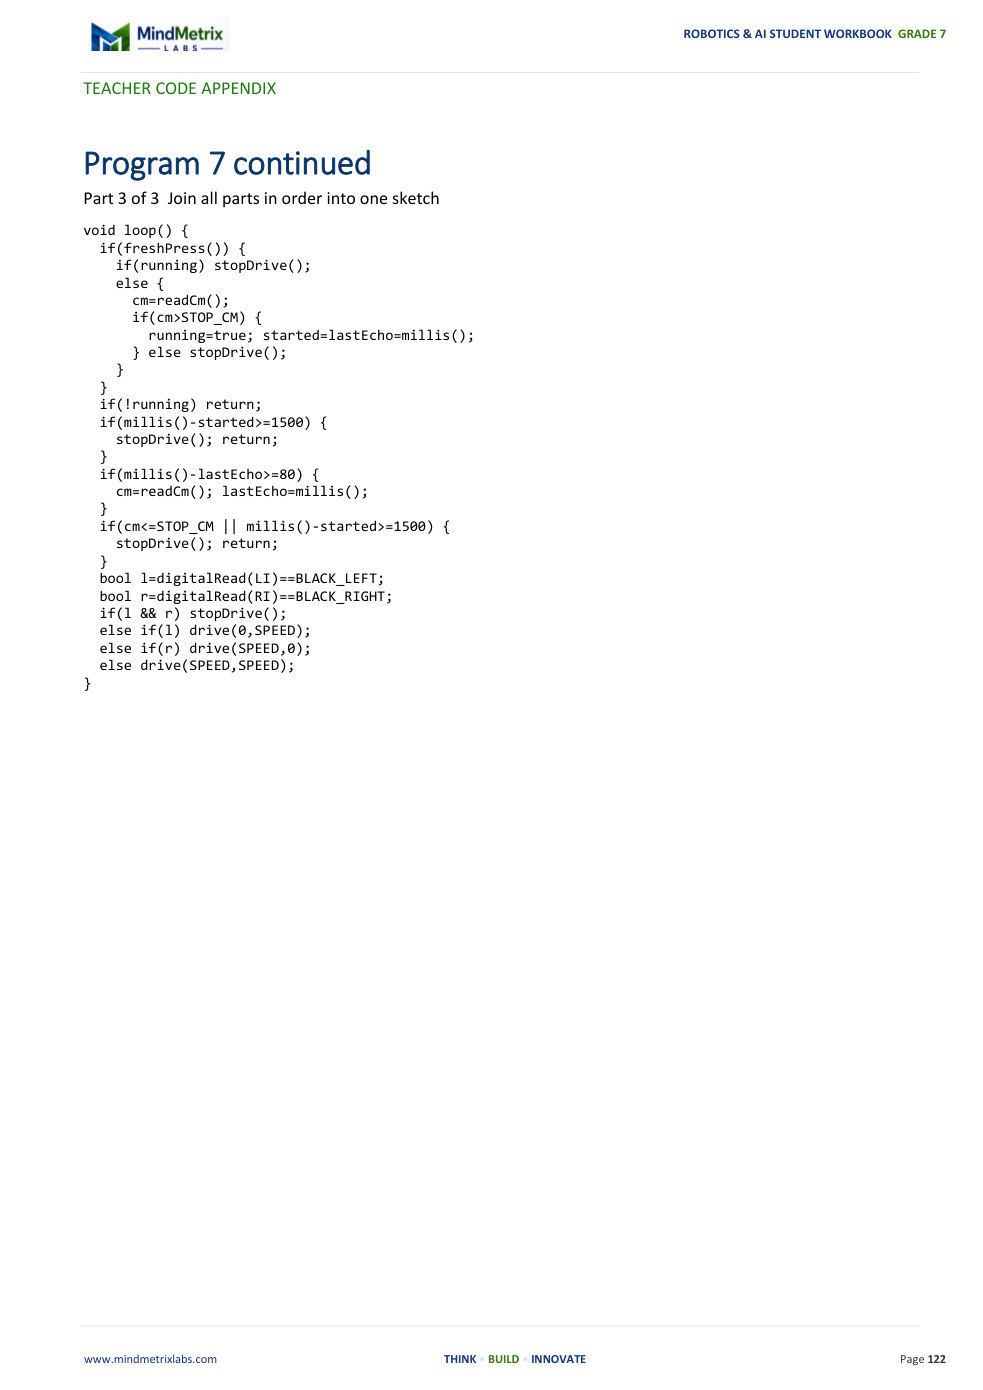 MindMetrix
LABS
ROBOTICS & AI STUDENT WORKBOOK GRADE 7
TEACHER CODE APPENDIX
Program 7 continued
Part 3 of 3  Join all parts in order into one sketch
void loop() {
  if(freshPress()) {
    if(running) stopDrive();
    else {
      cm=readCm();
      if(cm>STOP_CM) {
        running=true; started=lastEcho=millis();
      } else stopDrive();
    }
  }
  if(!running) return;
  if(millis()-started>=1500) {
    stopDrive(); return;
  }
  if(millis()-lastEcho>=80) {
    cm=readCm(); lastEcho=millis();
  }
  if(cm<=STOP_CM || millis()-started>=1500) {
    stopDrive(); return;
  }
  bool l=digitalRead(LI)==BLACK_LEFT;
  bool r=digitalRead(RI)==BLACK_RIGHT;
  if(l && r) stopDrive();
  else if(l) drive(0,SPEED);
  else if(r) drive(SPEED,0);
  else drive(SPEED,SPEED);
}
www.mindmetrixlabs.com
THINK • BUILD • INNOVATE
Page 122